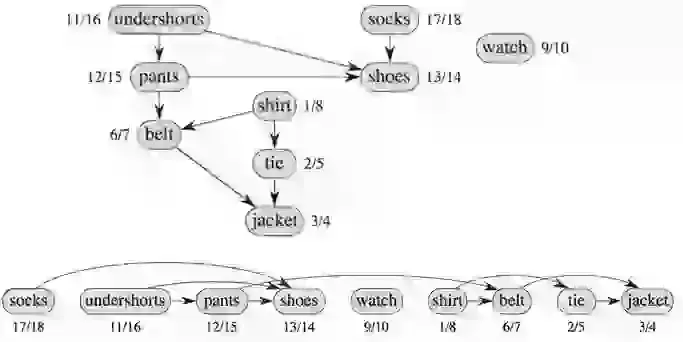 11/16 undershorts socks 17/18
watch 9/10
12/15 pants shoes 13/14
shirt 1/8
6/7 belt
tie 2/5
jacket 3/4
socks undershorts pants shoes watch shirt belt tie jacket
17/18 11/16 12/15 13/14 9/10 1/8 6/7 2/5 3/4